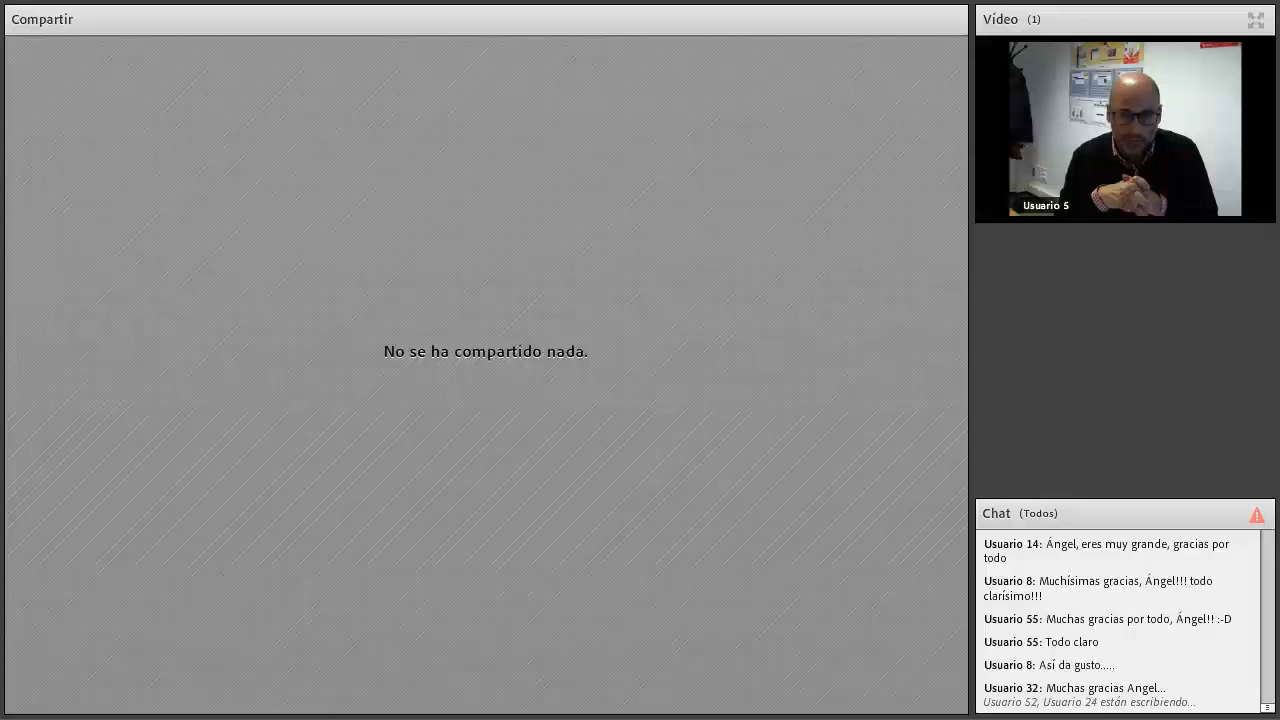 Compartir
No se ha compartido nada.
Vídeo (1)
Usuario 5
Chat (Todos)
Usuario 14: Ángel, eres muy grande, gracias por
todo
Usuario 8: Muchísimas gracias, Ángel!!! todo
clarísimo!!!
Usuario 55: Muchas gracias por todo, Ángel!! :-D
Usuario 55: Todo claro
Usuario 8: Así da gusto.....
Usuario 32: Muchas gracias Angel...
Usuario 52, Usuario 24 están escribiendo...